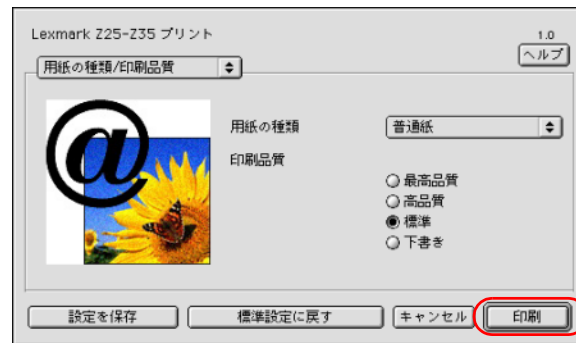 Lexmark Z25-Z35 プリント
1.0
ヘルプ
用紙の種類/印刷品質
用紙の種類
普通紙
印刷品質
最高品質
高品質
標準
下書き
設定を保存
標準設定に戻す
キャンセル
印刷